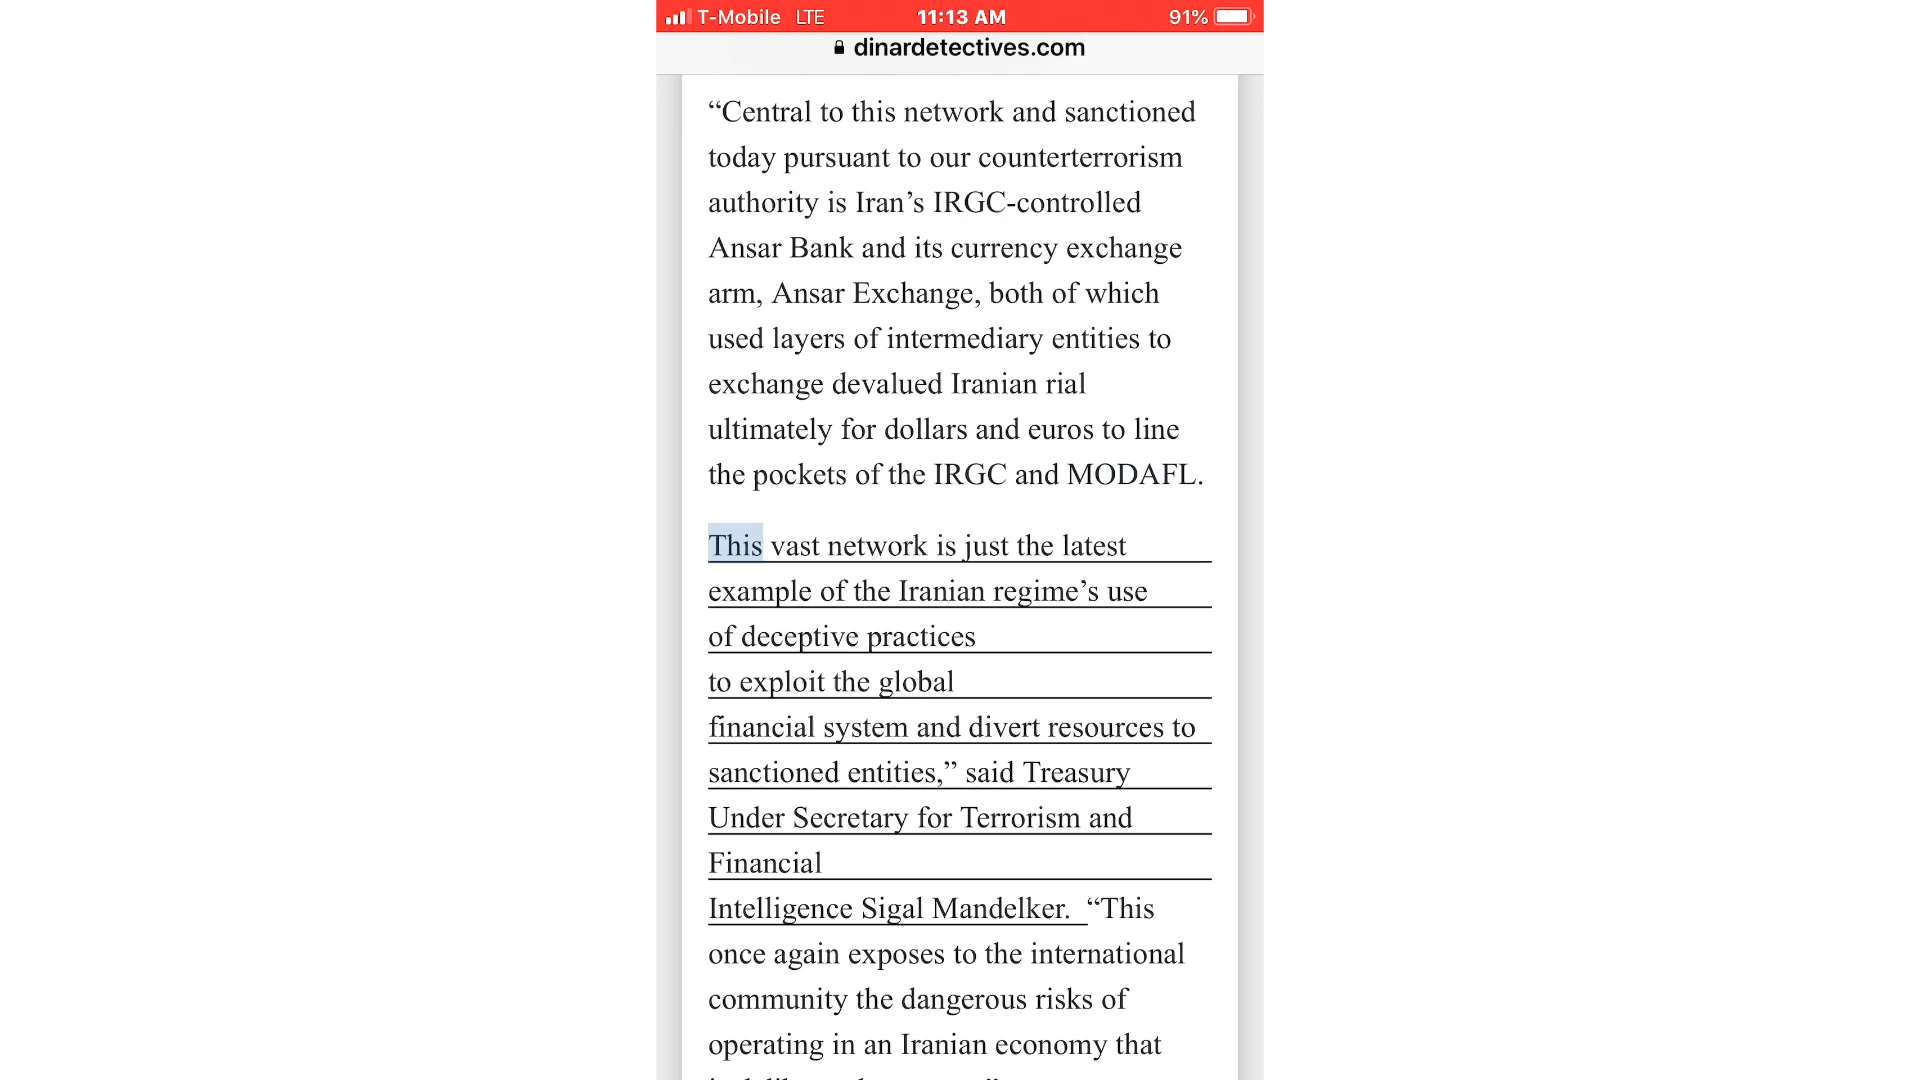 T-Mobile LTE 11:13 AM 91%
dinardetectives.com
“Central to this network and sanctioned
today pursuant to our counterterrorism
authority is Iran’s IRGC-controlled
Ansar Bank and its currency exchange
arm, Ansar Exchange, both of which
used layers of intermediary entities to
exchange devalued Iranian rial
ultimately for dollars and euros to line
the pockets of the IRGC and MODAFL.
This vast network is just the latest
example of the Iranian regime’s use
of deceptive practices
to exploit the global
financial system and divert resources to
sanctioned entities,” said Treasury
Under Secretary for Terrorism and
Financial
Intelligence Sigal Mandelker. “This
once again exposes to the international
community the dangerous risks of
operating in an Iranian economy that